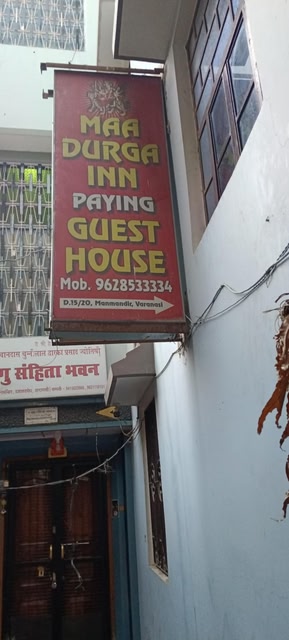 MAA
DURGA
INN
PAYING
GUEST
HOUSE
Mob. 9628533334
D.15/20, Manmandir, Varanasi
गु संहिता भवन